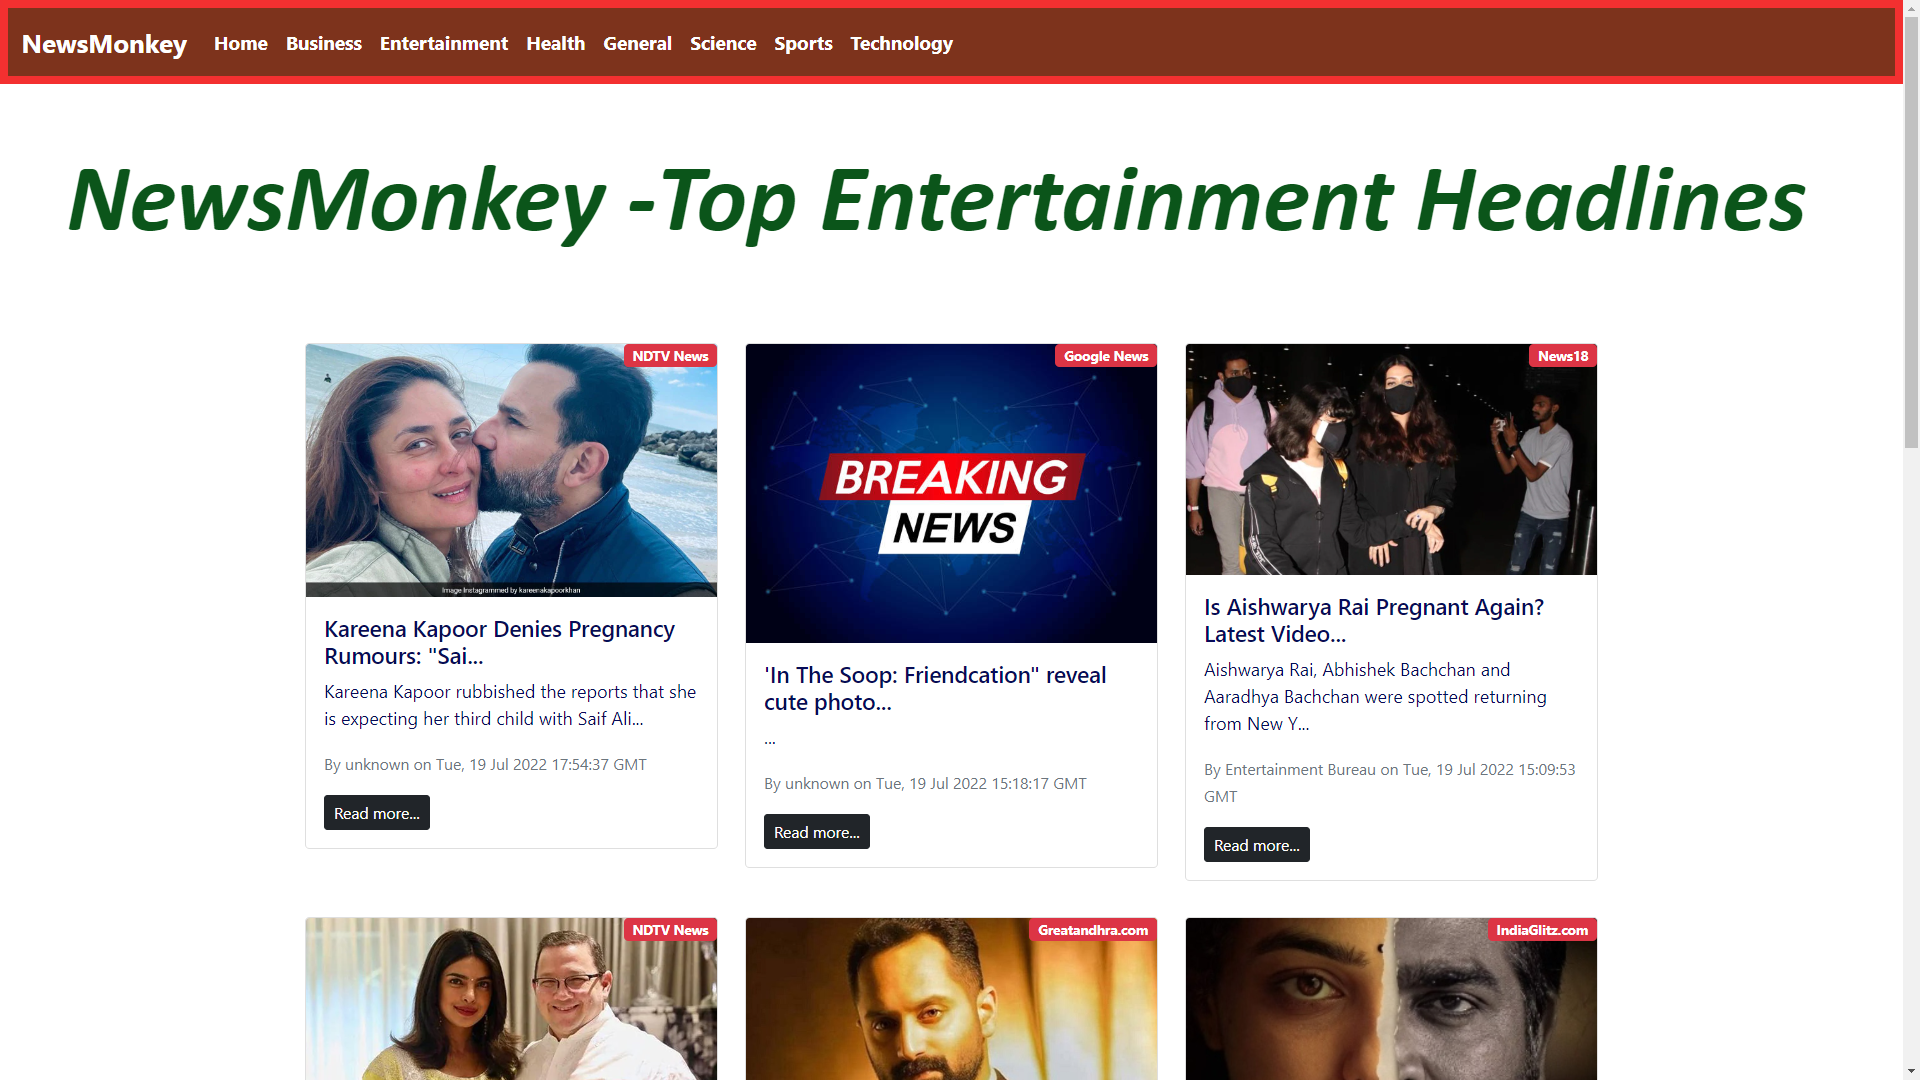 NewsMonkey Home Business Entertainment Health General Science Sports Technology
NewsMonkey -Top Entertainment Headlines
NDTV News
Image Instagrammed by kareenakapoorkhan
Kareena Kapoor Denies Pregnancy
Rumours: "Sai...
Kareena Kapoor rubbished the reports that she
is expecting her third child with Saif Ali...
By unknown on Tue, 19 Jul 2022 17:54:37 GMT
Read more...
Google News
BREAKING
NEWS
'In The Soop: Friendcation" reveal
cute photo...
...
By unknown on Tue, 19 Jul 2022 15:18:17 GMT
Read more...
News18
Is Aishwarya Rai Pregnant Again?
Latest Video...
Aishwarya Rai, Abhishek Bachchan and
Aaradhya Bachchan were spotted returning
from New Y...
By Entertainment Bureau on Tue, 19 Jul 2022 15:09:53
GMT
Read more...
NDTV News
Greatandhra.com
IndiaGlitz.com